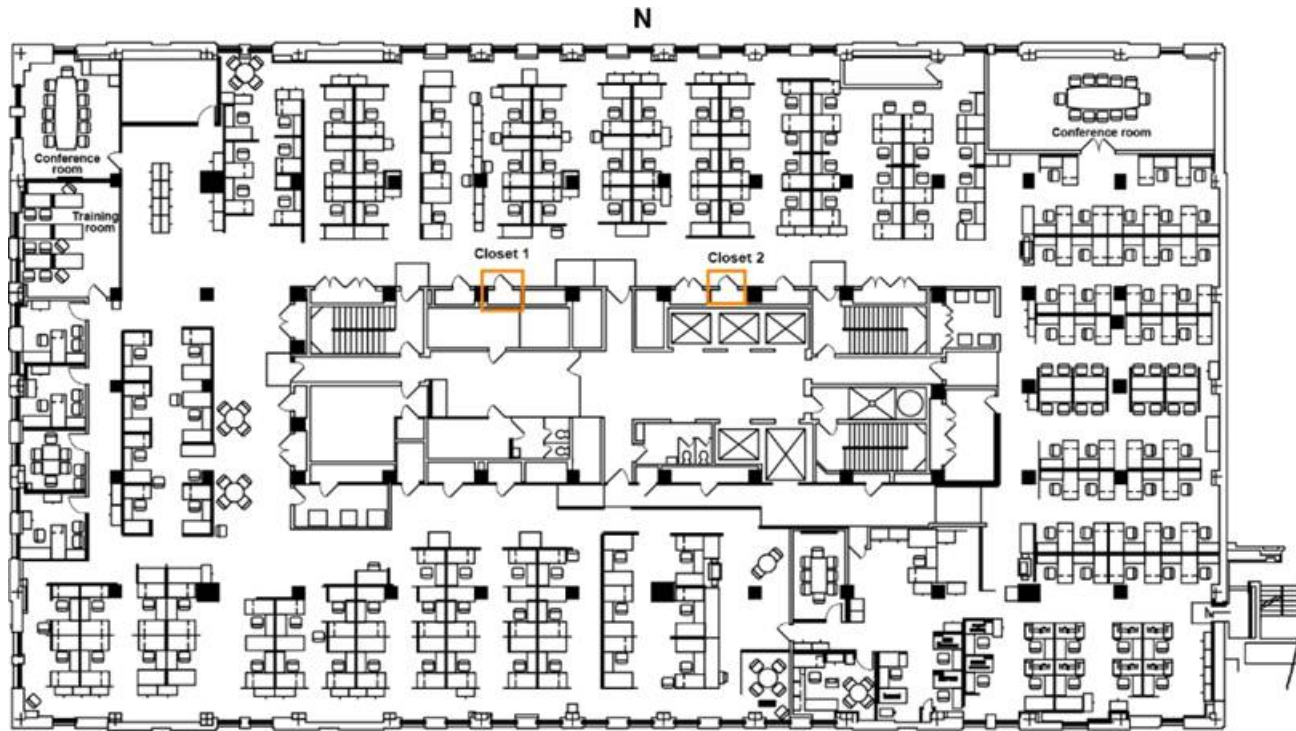 N
Conference
room
Conference room
Training
room
Closet 1
Closet 2